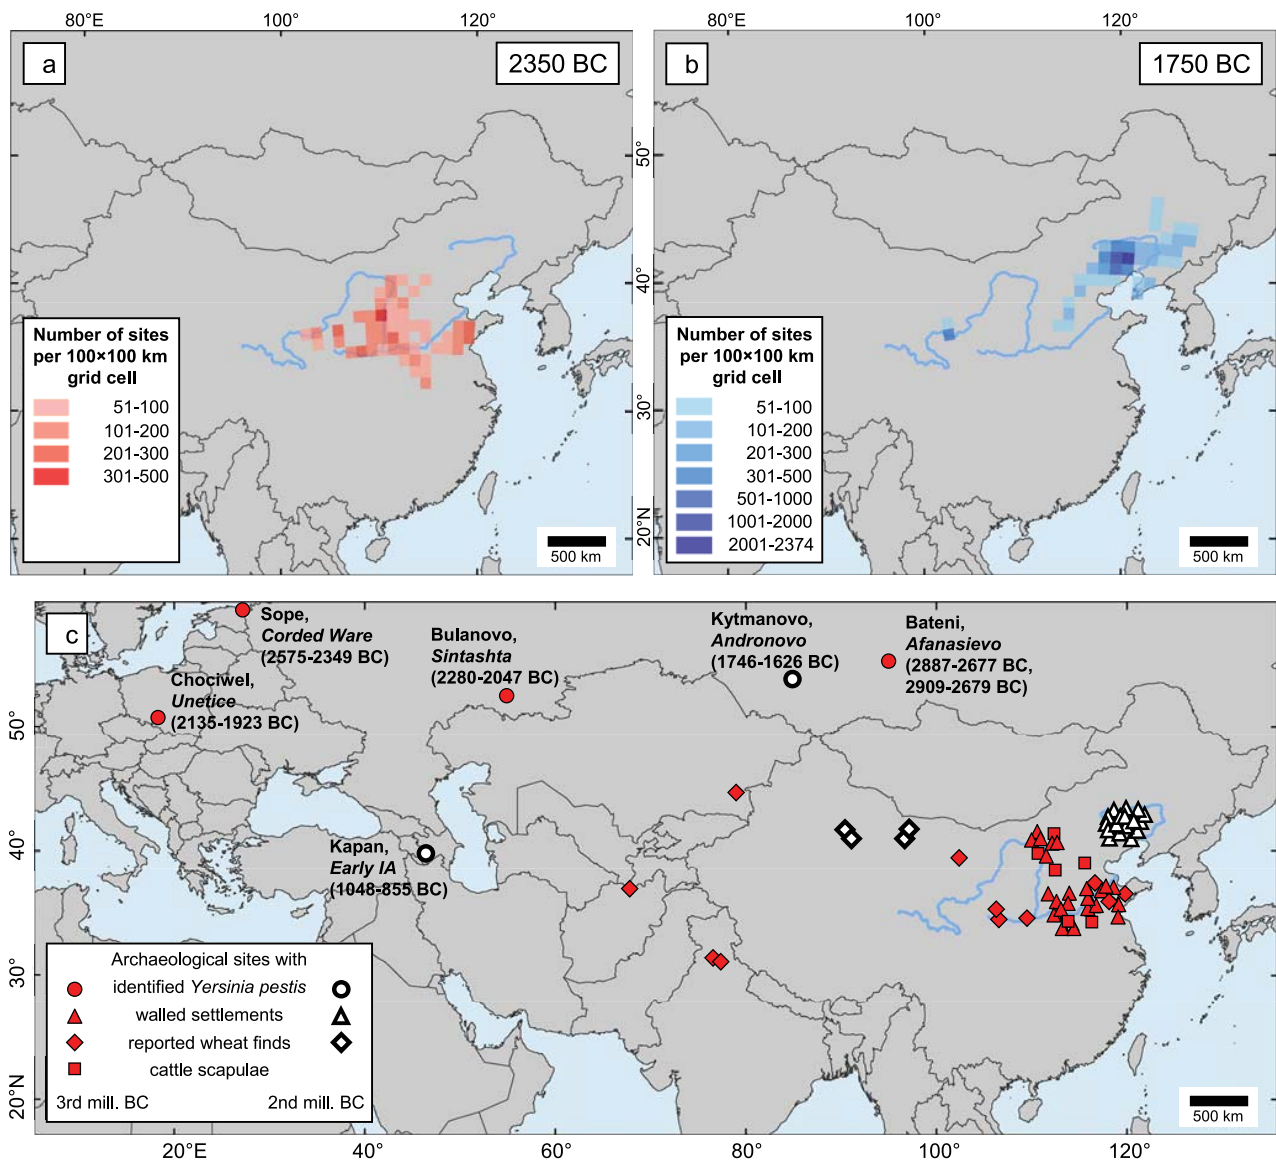 80°E
100°
120°
80°E
100°
120°
a
2350 BC
b
1750 BC
50°
40°
30°
20°N
Number of sites
per 100×100 km
grid cell
51-100
101-200
201-300
301-500
500 km
Number of sites
per 100×100 km
grid cell
51-100
101-200
201-300
301-500
501-1000
1001-2000
2001-2374
500 km
c
Sope,
Corded Ware
(2575-2349 BC)
Chociwel,
Unetice
(2135-1923 BC)
Bulanovo,
Sintashta
(2280-2047 BC)
Kytmanovo,
Andronovo
(1746-1626 BC)
Bateni,
Afanasievo
(2887-2677 BC,
2909-2679 BC)
Kapan,
Early IA
(1048-855 BC)
50°
40°
30°
20°N
Archaeological sites with
identified Yersinia pestis
walled settlements
reported wheat finds
cattle scapulae
3rd mill. BC
2nd mill. BC
500 km
20°E
40°
60°
80°
100°
120°